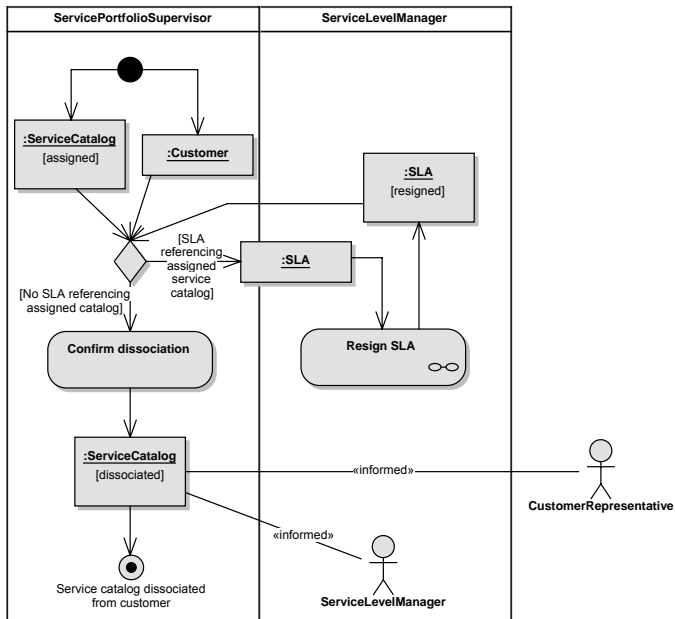 ServicePortfolioSupervisor
ServiceLevelManager
:ServiceCatalog
[assigned]
:Customer
:SLA
[resigned]
[SLA
referencing
assigned
service
catalog]
:SLA
[No SLA referencing
assigned catalog]
Confirm dissociation
Resign SLA
:ServiceCatalog
[dissociated]
«informed»
CustomerRepresentative
«informed»
Service catalog dissociated
from customer
ServiceLevelManager